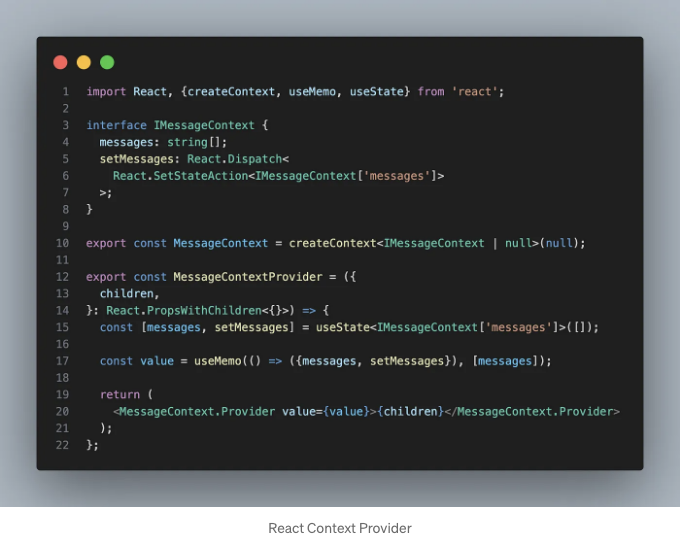 1 import React, {createContext, useMemo, useState} from 'react';
2
3 interface IMessageContext {
4 messages: string[];
5 setMessages: React.Dispatch<
6 React.SetStateAction<IMessageContext['messages']>
7 >;
8 }
9
10 export const MessageContext = createContext<IMessageContext | null>(null);
11
12 export const MessageContextProvider = ({
13 children,
14 }: React.PropsWithChildren<{}>) => {
15 const [messages, setMessages] = useState<IMessageContext['messages']>([]);
16
17 const value = useMemo(() => ({messages, setMessages}), [messages]);
18
19 return (
20 <MessageContext.Provider value={value}>{children}</MessageContext.Provider>
21 );
22 };
React Context Provider